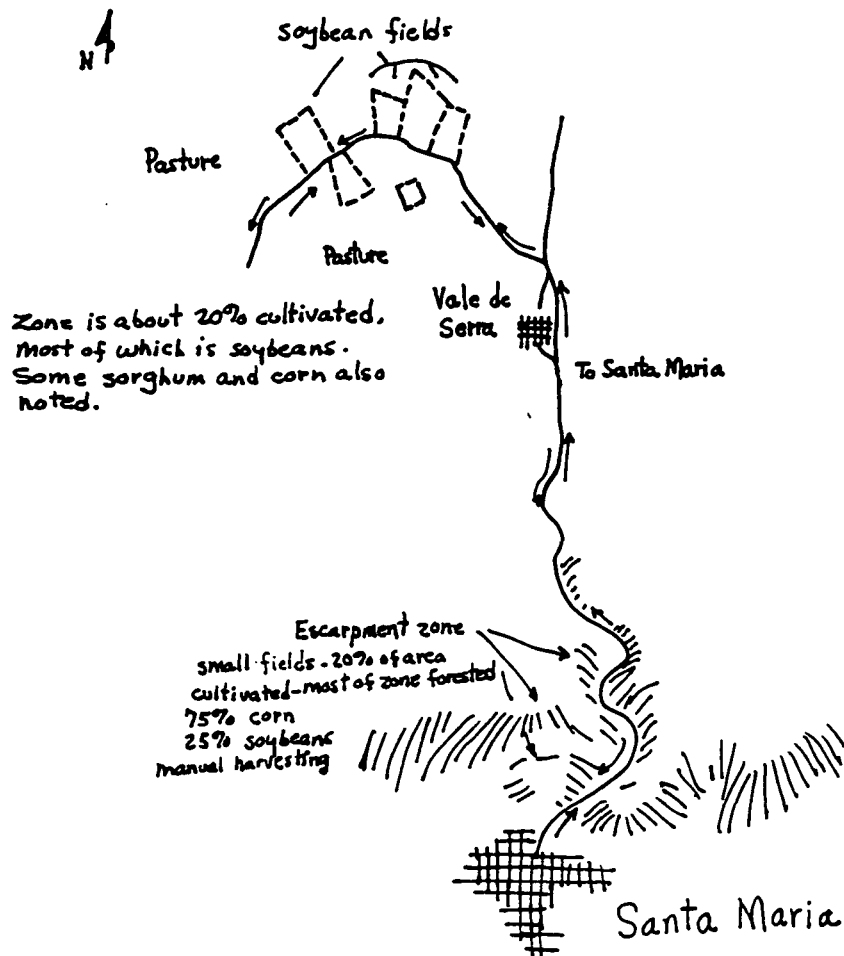 N
Soybean fields
Pasture
Pasture
Zone is about 20% cultivated,
most of which is soybeans.
Some sorghum and corn also
noted.
Vale de
Serra
To Santa Maria
Escarpment zone
small fields - 20% of area
cultivated - most of zone forested
75% corn
25% soybeans
manual harvesting
Santa Maria